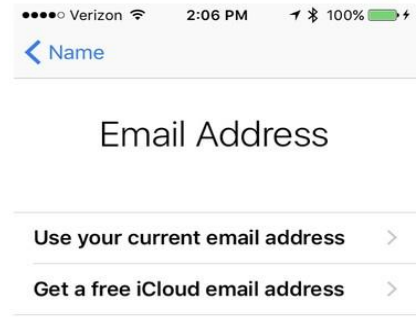 Verizon 2:06 PM 100%
Name
Email Address
Use your current email address
Get a free iCloud email address